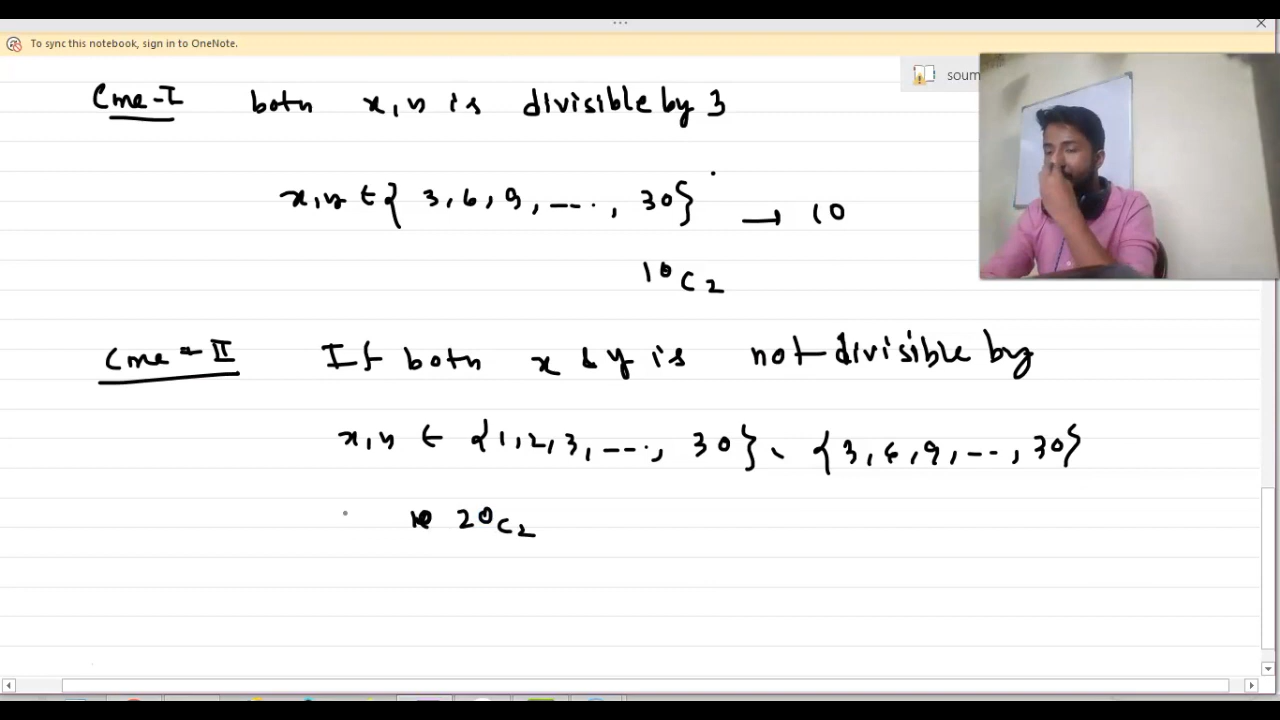 To sync this notebook, sign in to OneNote.
soum
Case-I both x, y is divisible by 3
x, y ∈ { 3, 6, 9, ---., 30} → 10
10C2
Case-II If both x & y is not divisible by
x, y ∈ {1, 2, 3, ---., 30} \ {3, 6, 9, ---, 30}
20C2